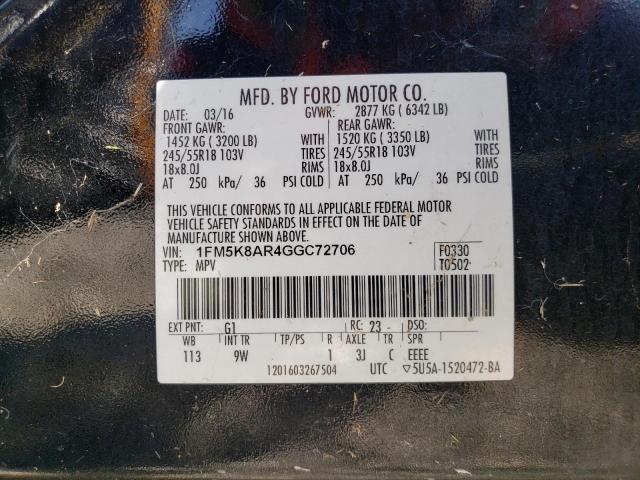 MFD. BY FORD MOTOR CO.
DATE: 03/16 GVWR: 2877 KG ( 6342 LB)
FRONT GAWR: REAR GAWR:
1452 KG ( 3200 LB) WITH 1520 KG ( 3350 LB) WITH
245/55R18 103V TIRES 245/55R18 103V TIRES
18x8.0J RIMS 18x8.0J RIMS
AT 250 kPa/ 36 PSI COLD AT 250 kPa/ 36 PSI COLD
THIS VEHICLE CONFORMS TO ALL APPLICABLE FEDERAL MOTOR
VEHICLE SAFETY STANDARDS IN EFFECT ON THE DATE OF
MANUFACTURE SHOWN ABOVE.
VIN: 1FM5K8AR4GGC72706 F0330
TYPE: MPV T0502
EXT PNT: G1 RC: 23 DSO:
WB INT TR TP/PS R AXLE TR SPR
113 9W 1 3J C EEEE
1201603267504 UTC ▽5U5A-1520472-BA